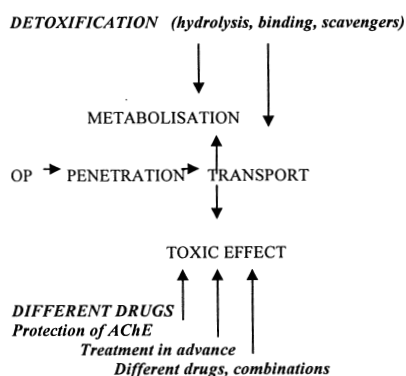 DETOXIFICATION (hydrolysis, binding, scavengers)
METABOLISATION
OP PENETRATION TRANSPORT
TOXIC EFFECT
DIFFERENT DRUGS
Protection of AChE
Treatment in advance
Different drugs, combinations